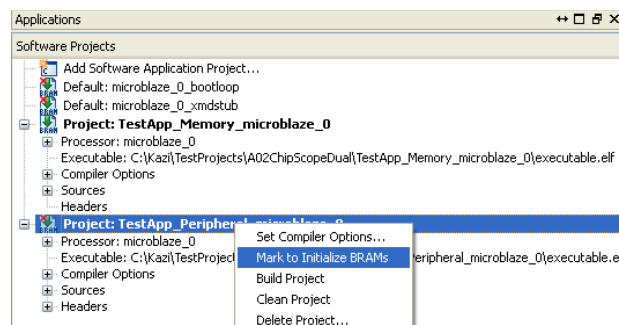 Applications
Software Projects
Add Software Application Project...
Default: microblaze_0_bootloop
Default: microblaze_0_xmdstub
Project: TestApp_Memory_microblaze_0
Processor: microblaze_0
Executable: C:\Kazi\TestProjects\A02ChipScopeDual\TestApp_Memory_microblaze_0\executable.elf
Compiler Options
Sources
Headers
Project: TestApp_Peripheral_microblaze_0
Processor: microblaze_0
Executable: C:\Kazi\TestProjec eripheral_microblaze_0\executable.e
Compiler Options
Sources
Headers
Set Compiler Options...
Mark to Initialize BRAMs
Build Project
Clean Project
Delete Project...